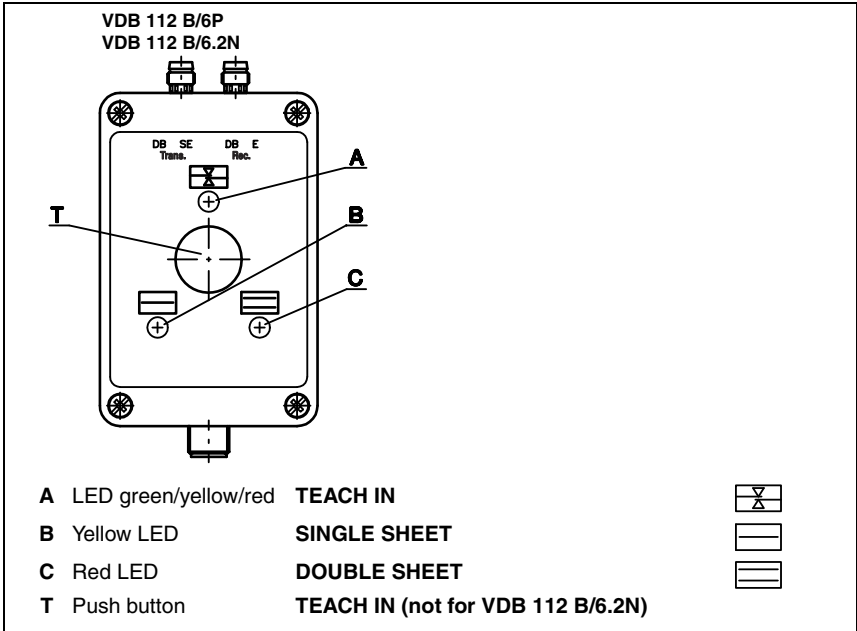 VDB 112 B/6P
VDB 112 B/6.2N
DB SE DB E
Trans. Rec.
A
T
B
C
A LED green/yellow/red TEACH IN
B Yellow LED SINGLE SHEET
C Red LED DOUBLE SHEET
T Push button TEACH IN (not for VDB 112 B/6.2N)